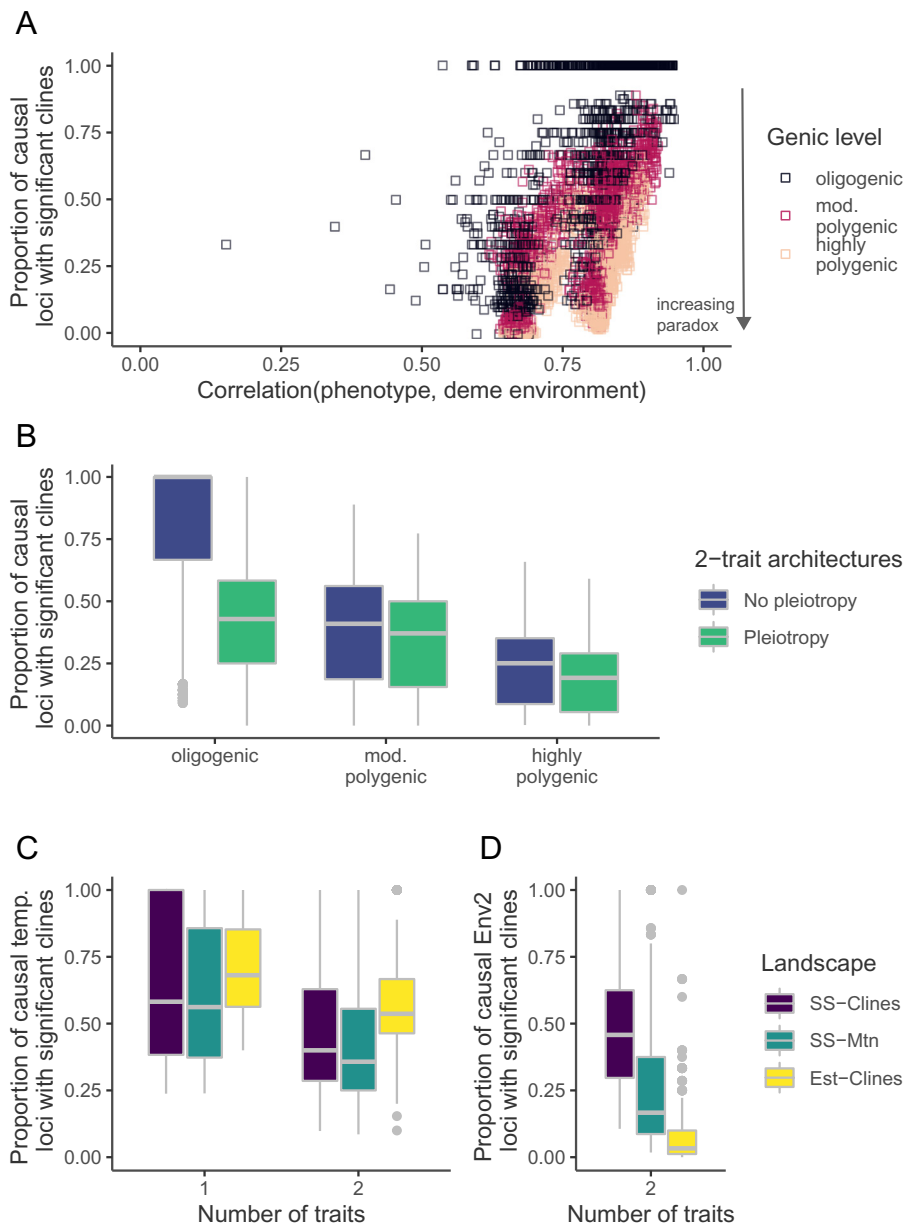 A
Proportion of causal
loci with significant clines
1.00
0.75
0.50
0.25
0.00
0.00
0.25
0.50
0.75
1.00
Correlation(phenotype, deme environment)
increasing
paradox
Genic level
oligogenic
mod.
polygenic
highly
polygenic
B
Proportion of causal
loci with significant clines
1.00
0.75
0.50
0.25
0.00
oligogenic
mod.
polygenic
highly
polygenic
2−trait architectures
No pleiotropy
Pleiotropy
C
Proportion of causal temp.
loci with significant clines
1.00
0.75
0.50
0.25
0.00
1
2
Number of traits
D
Proportion of causal Env2
loci with significant clines
1.00
0.75
0.50
0.25
0.00
2
Number of traits
Landscape
SS−Clines
SS−Mtn
Est−Clines